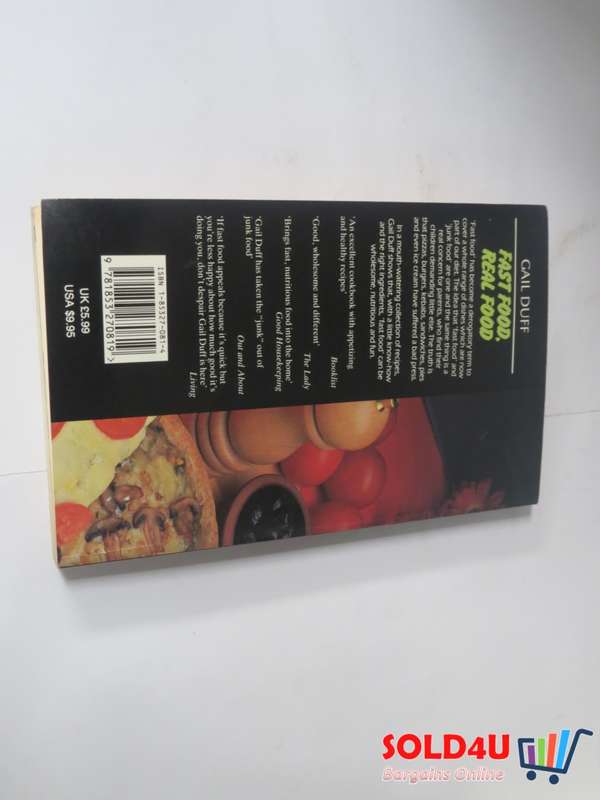 GAIL DUFF
FAST FOOD,
REAL FOOD
'Fast food' has become a derogatory term to
cover a whole range of dishes which are now
part of our diet. The idea that 'fast food' and
'junk food' are one and the same thing is a
real concern for parents, who find their
children demanding little else. The truth is
that pizzas, burgers, kebabs, sandwiches, pies
and even ice cream have suffered a bad press.
In a mouth-watering collection of recipes,
Gail Duff shows that, with a little know-how
and the right ingredients, 'fast food' can be
wholesome, nutritious and fun.
'An excellent cookbook with appetizing
and healthy recipes'
Booklist
'Good, wholesome and different'
The Lady
'Brings fast, nutritious food into the home'
Good Housekeeping
'Gail Duff has taken the "junk" out of
junk food'
Out and About
'If fast food appeals because it's quick but
you're less happy about how much good it's
doing you, don't despair Gail Duff is here'
Living
ISBN 1-85327-081-4
9 781853 270819 >
UK £5.99
USA $9.95
SOLD4U
Bargains Online